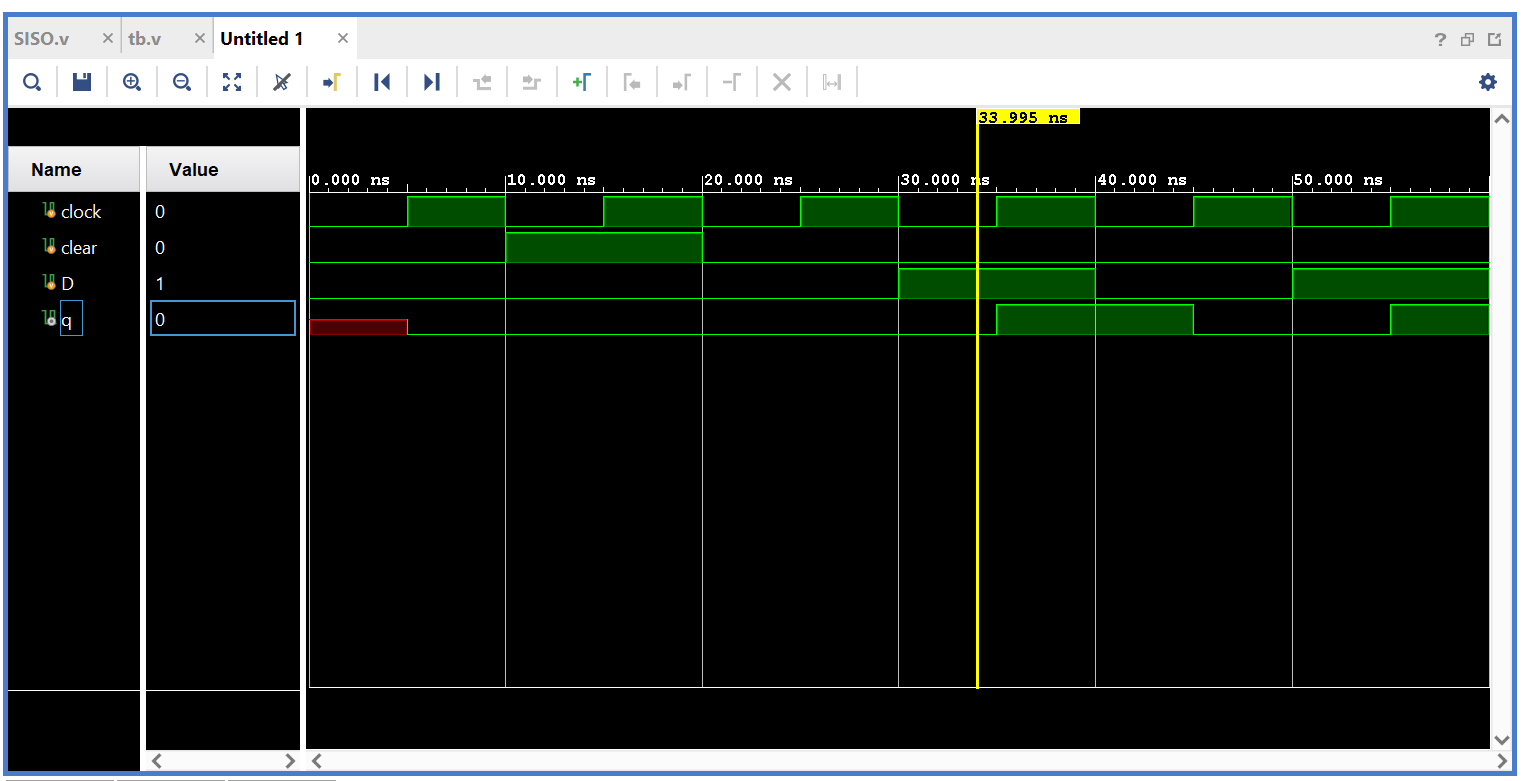 SISO.v × tb.v × Untitled 1 ×
?
33.995 ns
Name Value
0.000 ns 10.000 ns 20.000 ns 30.000 ns 40.000 ns 50.000 ns
clock 0
clear 0
D 1
q 0